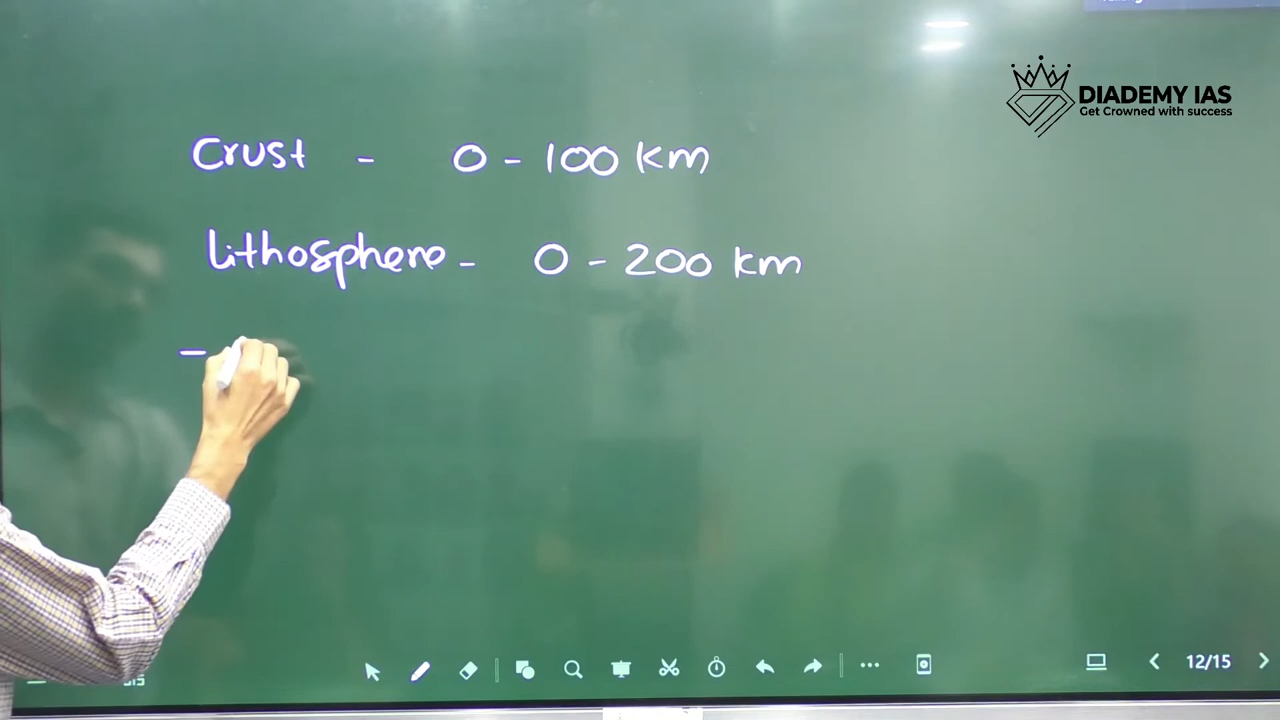 DIADEMY IAS
Get Crowned with success
Crust - 0 - 100 km
Lithosphere - 0 - 200 km
-
12/15